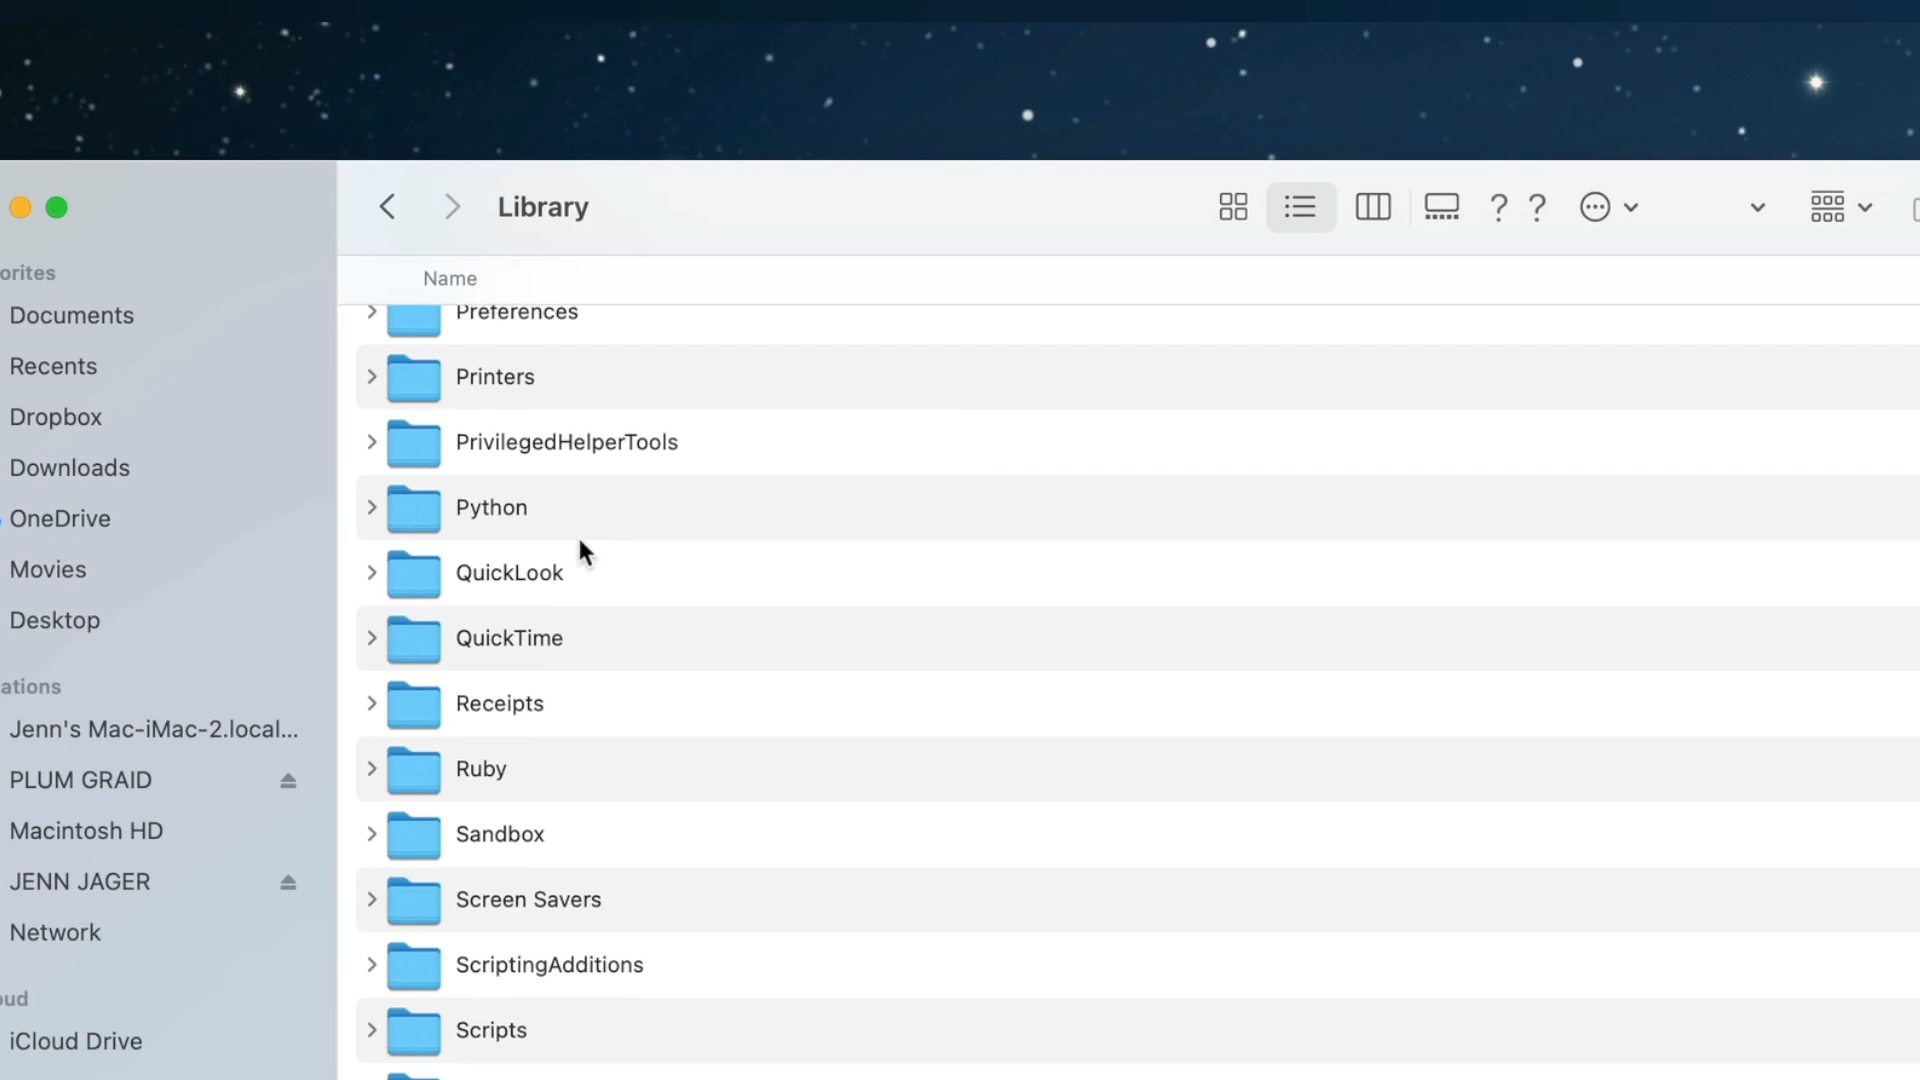 Library
? ?
Name
orites
Documents
Recents
Dropbox
Downloads
OneDrive
Movies
Desktop
ations
Jenn's Mac-iMac-2.local...
PLUM GRAID
Macintosh HD
JENN JAGER
Network
oud
iCloud Drive
Preferences
Printers
PrivilegedHelperTools
Python
QuickLook
QuickTime
Receipts
Ruby
Sandbox
Screen Savers
ScriptingAdditions
Scripts